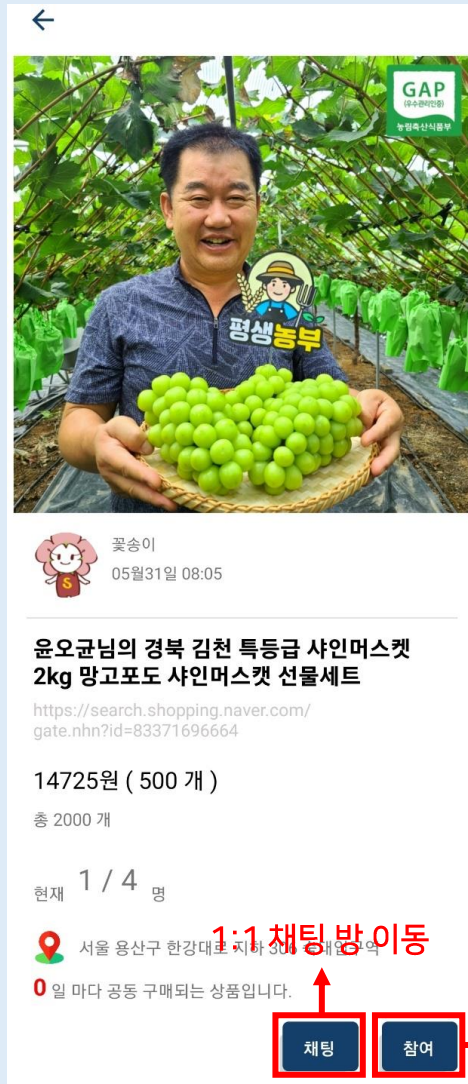 GAP
(우수관리인증)
농림축산식품부
평생농부
S
꽃송이
05월31일 08:05
윤오균님의 경북 김천 특등급 샤인머스켓
2kg 망고포도 샤인머스캣 선물세트
https://search.shopping.naver.com/
gate.nhn?id=83371696664
14725원 ( 500 개 )
총 2000 개
현재 1 / 4 명
1:1 채팅 방 이동
서울 용산구 한강대로 지하 306
0 일 마다 공동 구매되는 상품입니다.
채팅
참여